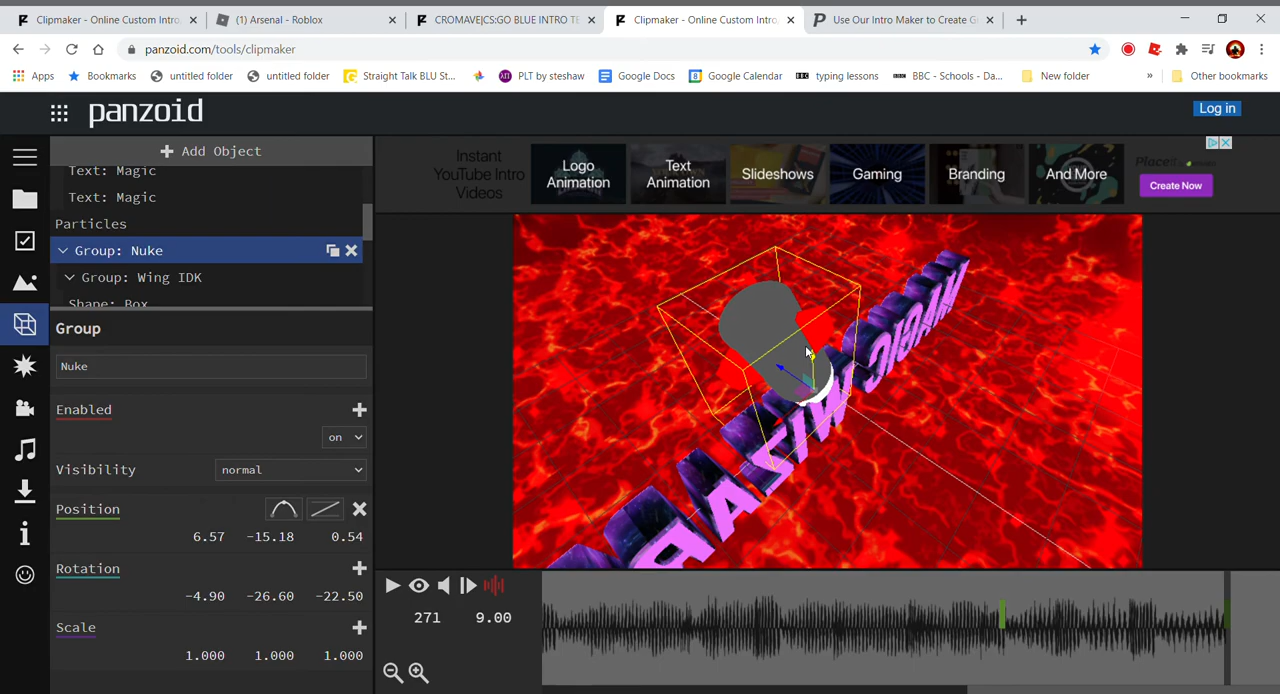 Clipmaker - Online Custom Intro
(1) Arsenal - Roblox
CROMAVE|CS:GO BLUE INTRO TE
Clipmaker - Online Custom Intro
Use Our Intro Maker to Create G
panzoid.com/tools/clipmaker
Apps
Bookmarks
untitled folder
untitled folder
Straight Talk BLU St...
PLT by steshaw
Google Docs
Google Calendar
typing lessons
BBC - Schools - Da...
New folder
»
Other bookmarks
panzoid
Log in
+ Add Object
Text: Magic
Text: Magic
Particles
Group: Nuke
Group: Wing IDK
Shape: Box
Group
Nuke
Enabled
on
Visibility
normal
Position
6.57 -15.18 0.54
Rotation
-4.90 -26.60 -22.50
Scale
1.000 1.000 1.000
Instant
YouTube Intro
Videos
Logo
Animation
Text
Animation
Slideshows
Gaming
Branding
And More
Placeit
Create Now
271 9.00